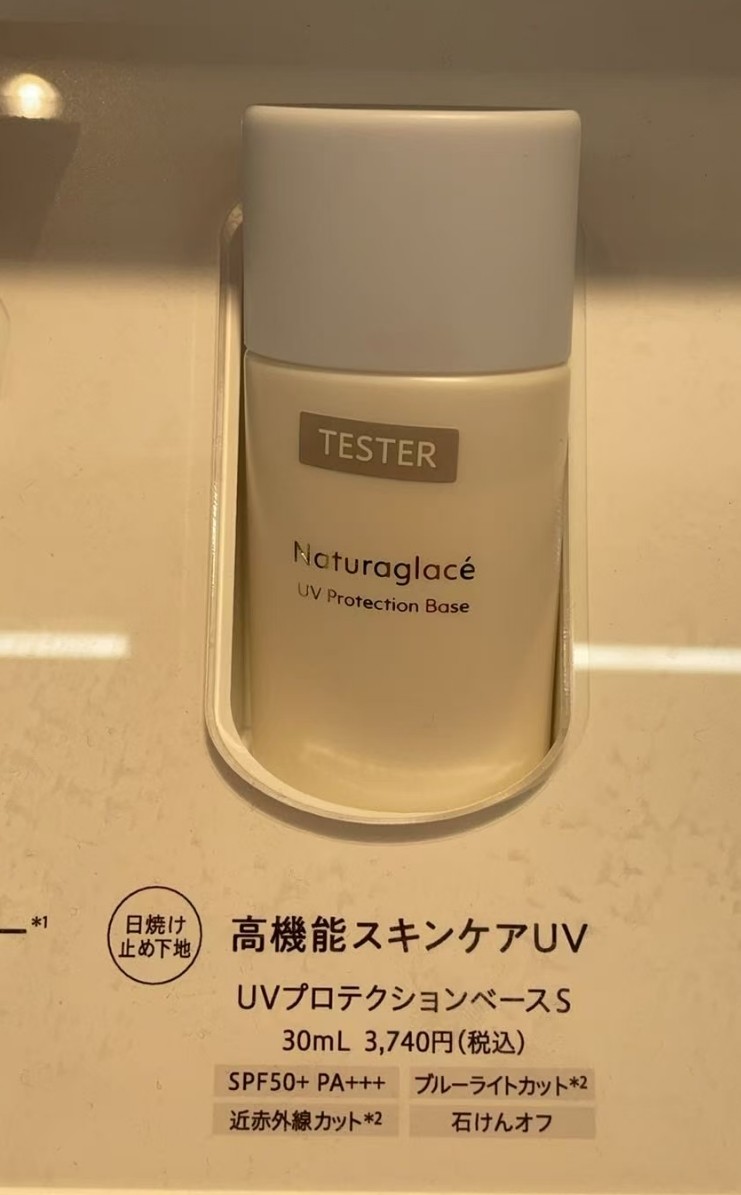 TESTER
Naturaglacé
UV Protection Base
ー*1
日焼け
止め下地
高機能スキンケアUV
UVプロテクションベースS
30mL 3,740円(税込)
SPF50+ PA+++ ブルーライトカット*2
近赤外線カット*2 石けんオフ